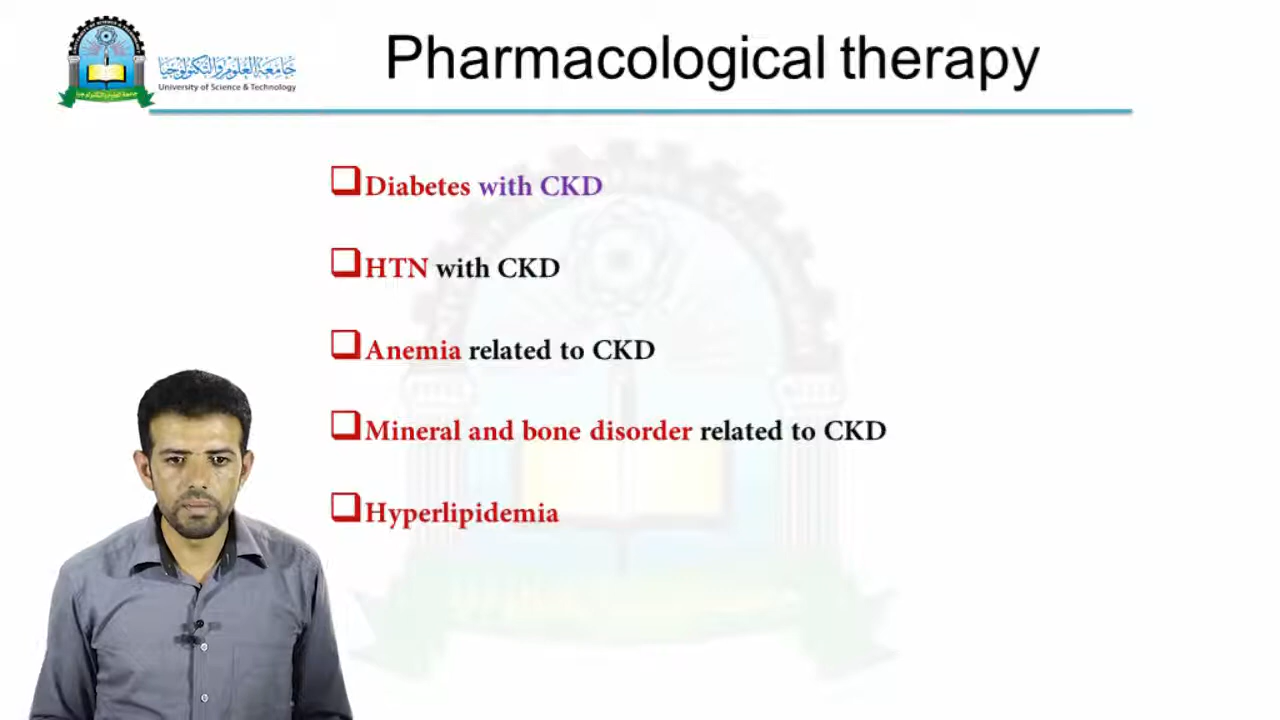 جامعة العلوم والتكنولوجيا
University of Science & Technology
Pharmacological therapy
Diabetes with CKD
HTN with CKD
Anemia related to CKD
Mineral and bone disorder related to CKD
Hyperlipidemia